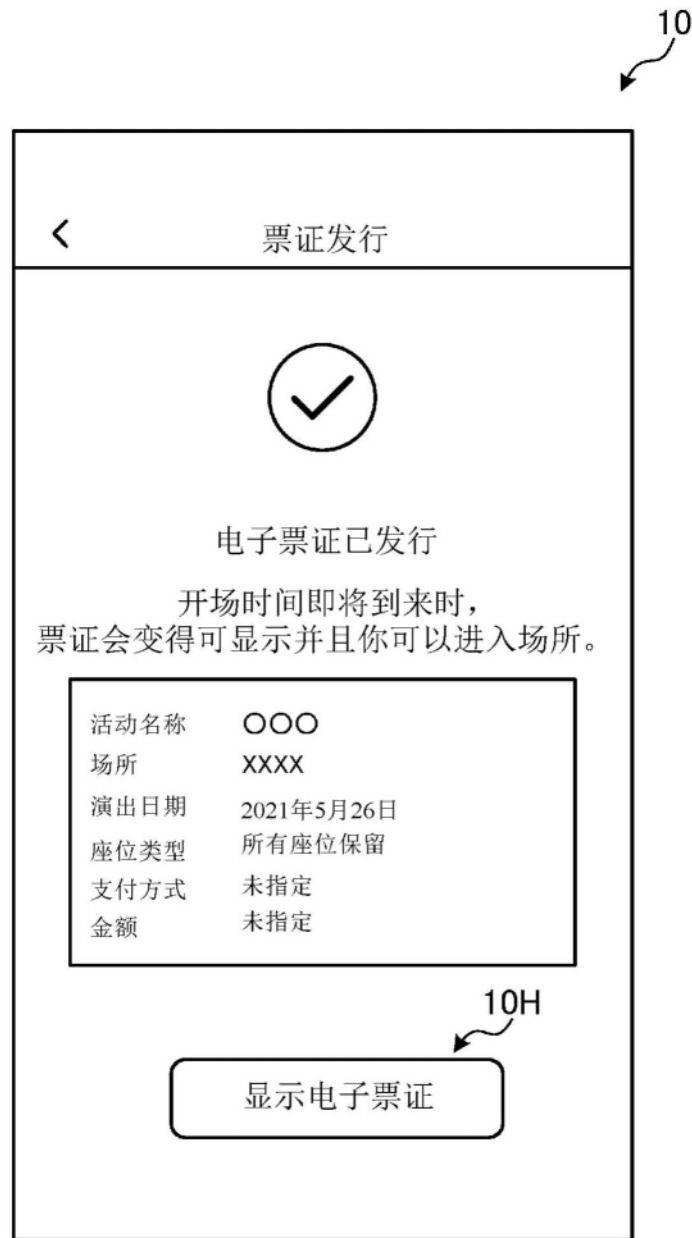 10
票证发行
电子票证已发行
开场时间即将到来时，
票证会变得可显示并且你可以进入场所。
活动名称 〇〇〇
场所 XXXX
演出日期 2021年5月26日
座位类型 所有座位保留
支付方式 未指定
金额 未指定
10H
显示电子票证